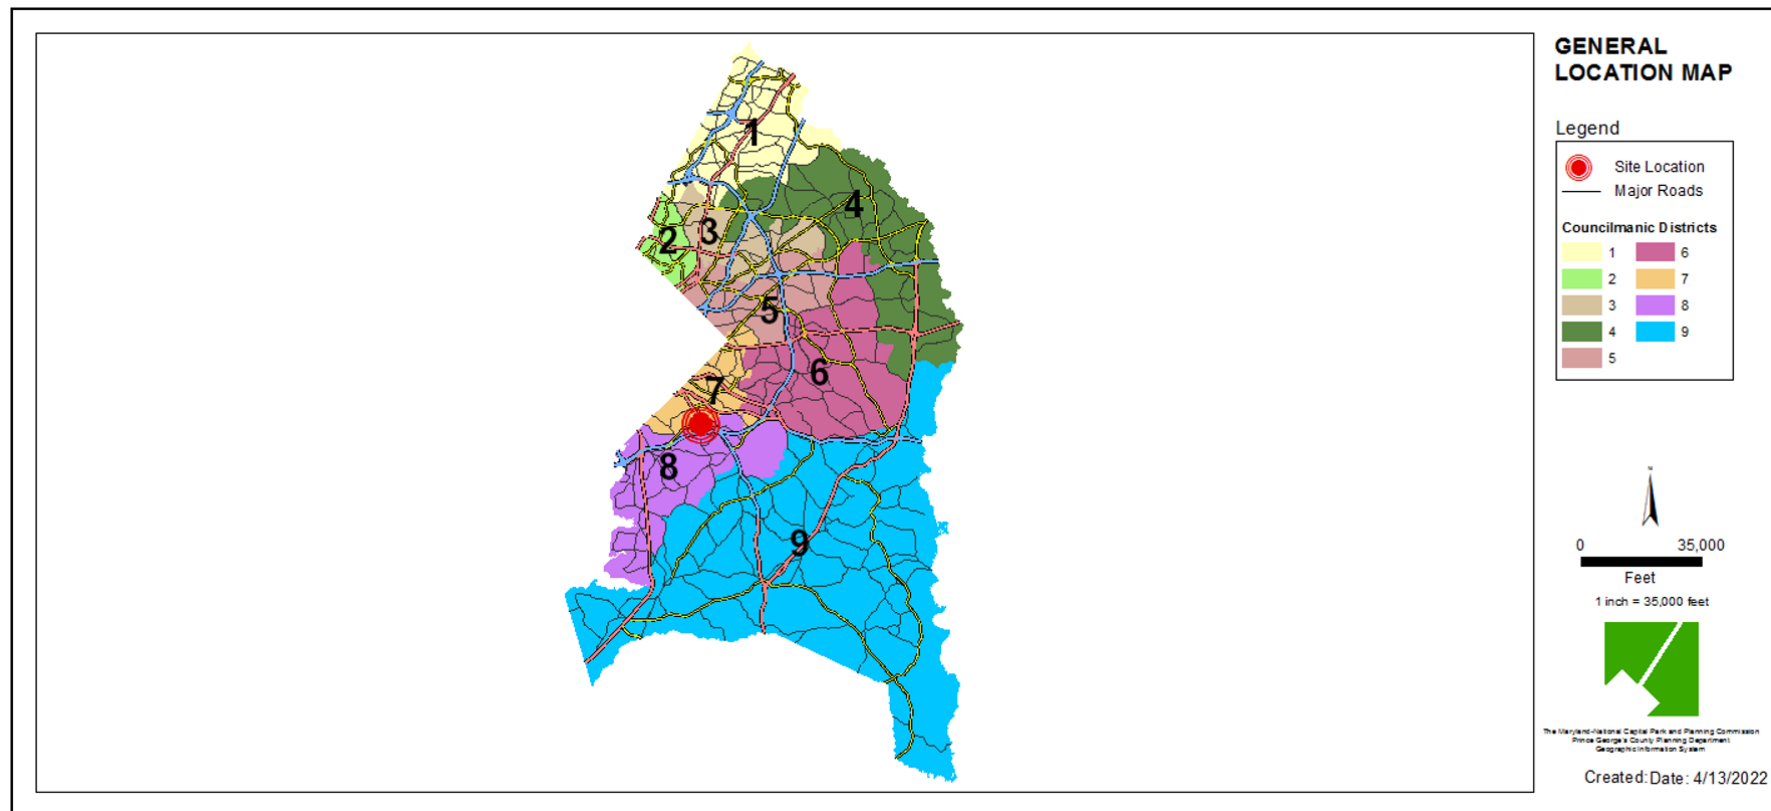 GENERAL
LOCATION MAP
Legend
Site Location
Major Roads
Councilmanic Districts
1 6
2 7
3 8
4 9
5
1
4
3
2
5
6
7
8
9
N
0 35,000
Feet
1 inch = 35,000 feet
The Maryland-National Capital Park and Planning Commission
Prince George's County Planning Department
Geographic Information System
Created: Date: 4/13/2022